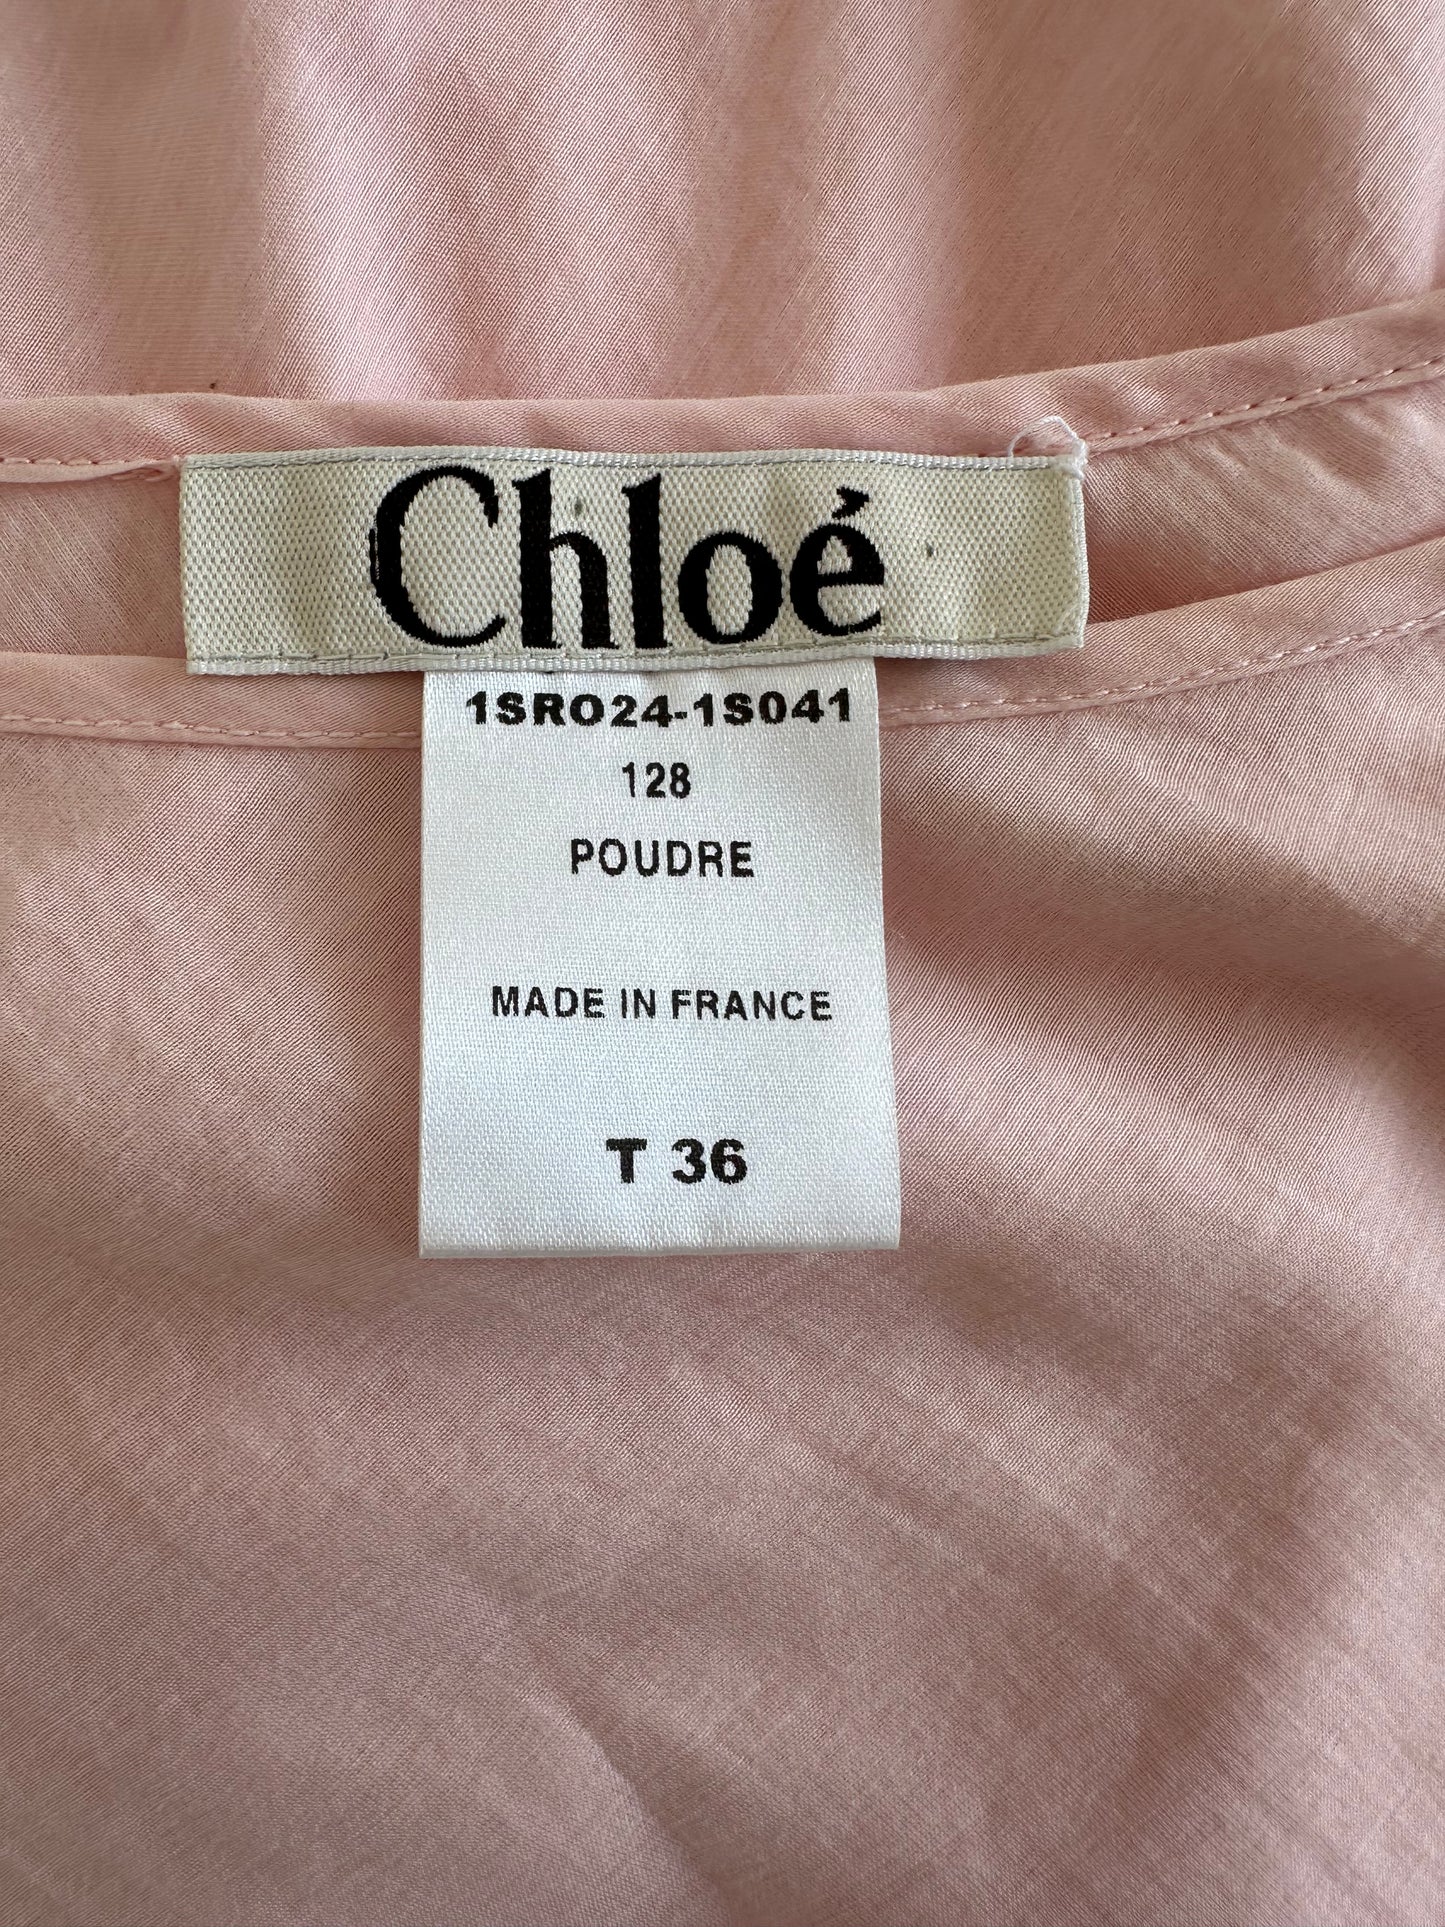 Chloé
1SRO24-1S041
128
POUDRE
MADE IN FRANCE
T 36